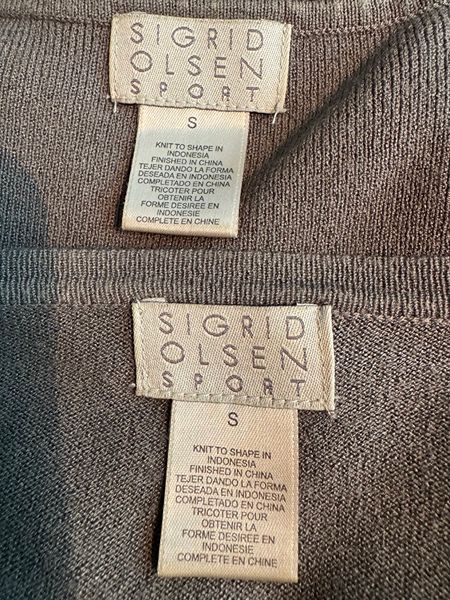 SIGRID
OLSEN
SPORT
S
KNIT TO SHAPE IN
INDONESIA
FINISHED IN CHINA
TEJER DANDO LA FORMA
DESEADA EN INDONESIA
COMPLETADO EN CHINA
TRICOTER POUR
OBTENIR LA
FORME DESIREE EN
INDONESIE
COMPLETE EN CHINE
SIGRID
OLSEN
SPORT
S
KNIT TO SHAPE IN
INDONESIA
FINISHED IN CHINA
TEJER DANDO LA FORMA
DESEADA EN INDONESIA
COMPLETADO EN CHINA
TRICOTER POUR
OBTENIR LA
FORME DESIREE EN
INDONESIE
COMPLETE EN CHINE